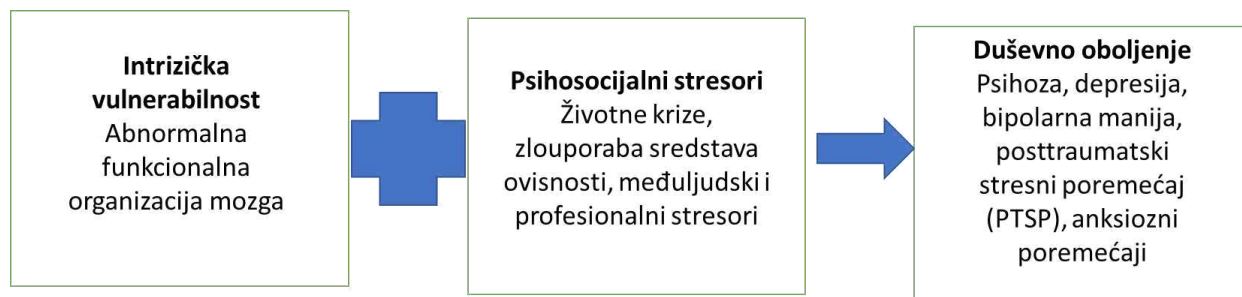 Intrizička
vulnerabilnost
Abnormalna
funkcionalna
organizacija mozga
Psihosocijalni stresori
Životne krize,
zlouporaba sredstava
ovisnosti, međuljudski i
profesionalni stresori
Duševno oboljenje
Psihoza, depresija,
bipolarna manija,
posttraumatski
stresni poremećaj
(PTSP), anksiozni
poremećaji